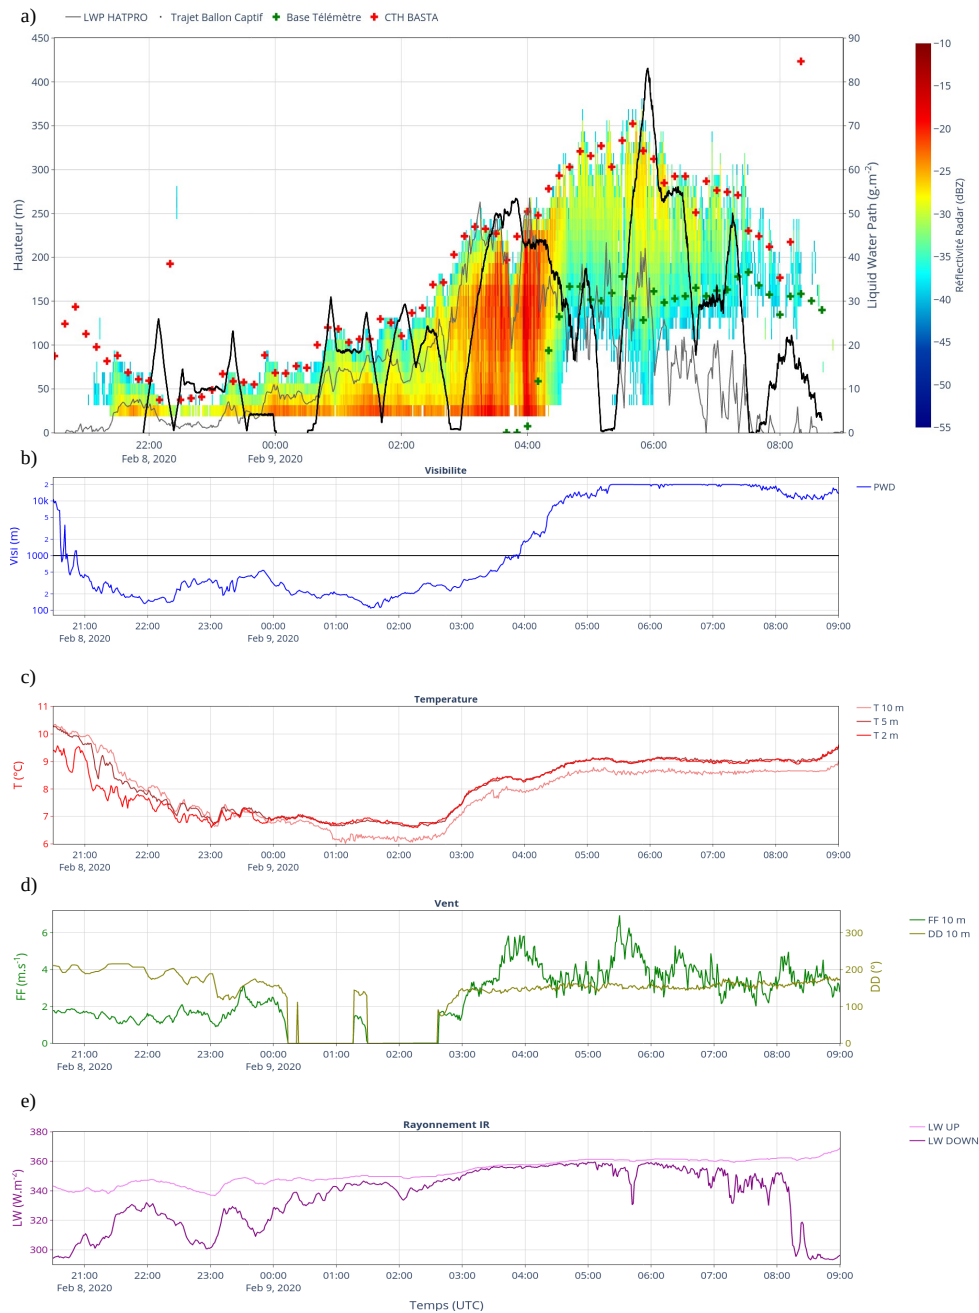 a)
LWP HATPRO · Trajet Ballon Captif Base Télémètre CTH BASTA
Hauteur (m)
450
400
350
300
250
200
150
100
50
0
90
80
70
60
50
40
30
20
10
0
Liquid Water Path (g.m⁻²)
−10
−15
−20
−25
−30
−35
−40
−45
−50
−55
Réflectivité Radar (dBZ)
22:00 00:00 02:00 04:00 06:00 08:00
Feb 8, 2020 Feb 9, 2020
b)
Visibilite
Visi (m)
2
10k
5
2
1000
5
2
100
PWD
21:00 22:00 23:00 00:00 01:00 02:00 03:00 04:00 05:00 06:00 07:00 08:00 09:00
Feb 8, 2020 Feb 9, 2020
c)
Temperature
T (°C)
11
10
9
8
7
6
T 10 m
T 5 m
T 2 m
21:00 22:00 23:00 00:00 01:00 02:00 03:00 04:00 05:00 06:00 07:00 08:00 09:00
Feb 8, 2020 Feb 9, 2020
d)
Vent
FF (m.s⁻¹)
6
4
2
0
300
200
100
0
DD (°)
FF 10 m
DD 10 m
21:00 22:00 23:00 00:00 01:00 02:00 03:00 04:00 05:00 06:00 07:00 08:00 09:00
Feb 8, 2020 Feb 9, 2020
e)
Rayonnement IR
LW (W.m⁻²)
380
360
340
320
300
LW UP
LW DOWN
21:00 22:00 23:00 00:00 01:00 02:00 03:00 04:00 05:00 06:00 07:00 08:00 09:00
Feb 8, 2020 Feb 9, 2020
Temps (UTC)